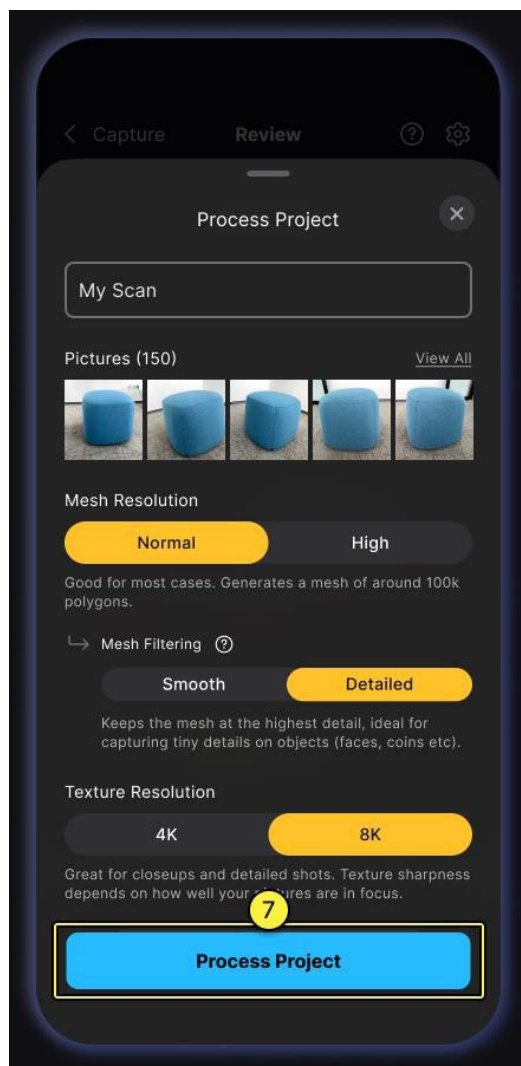 Capture Review
Process Project
My Scan
Pictures (150) View All
Mesh Resolution
Normal High
Good for most cases. Generates a mesh of around 100k
polygons.
Mesh Filtering ?
Smooth Detailed
Keeps the mesh at the highest detail, ideal for
capturing tiny details on objects (faces, coins etc).
Texture Resolution
4K 8K
Great for closeups and detailed shots. Texture sharpness
depends on how well your pictures are in focus.
7
Process Project